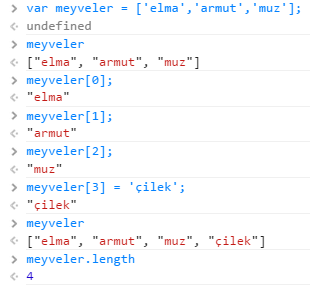 var meyveler = ['elma','armut','muz'];
undefined
meyveler
["elma", "armut", "muz"]
meyveler[0];
"elma"
meyveler[1];
"armut"
meyveler[2];
"muz"
meyveler[3] = 'çilek';
"çilek"
meyveler
["elma", "armut", "muz", "çilek"]
meyveler.length
4